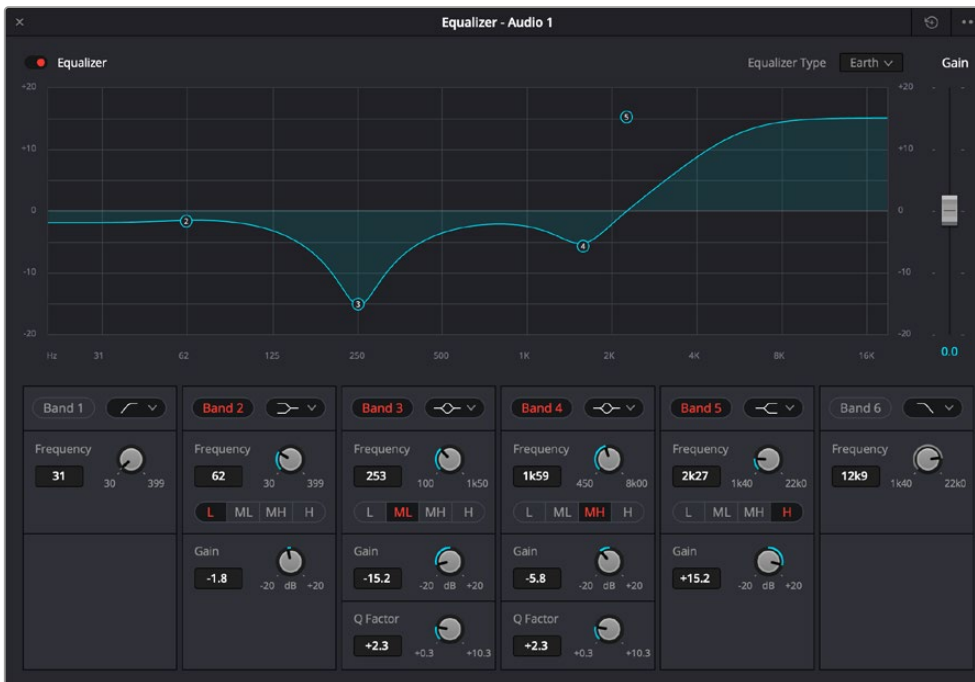 Equalizer - Audio 1
Equalizer
Equalizer Type Earth Gain
+20 +20
5
+10 +10
0 2 0
4
-10 -10
3
-20 -20
Hz 31 62 125 250 500 1K 2K 4K 8K 16K 0.0
Band 1 Band 2 Band 3 Band 4 Band 5 Band 6
Frequency Frequency Frequency Frequency Frequency Frequency
31 30 399 62 30 399 253 100 1k50 1k59 450 8k00 2k27 1k40 22k0 12k9 1k40 22k0
L ML MH H L ML MH H L ML MH H L ML MH H
Gain Gain Gain Gain
-1.8 -20 dB +20 -15.2 -20 dB +20 -5.8 -20 dB +20 +15.2 -20 dB +20
Q Factor Q Factor
+2.3 +0.3 +10.3 +2.3 +0.3 +10.3